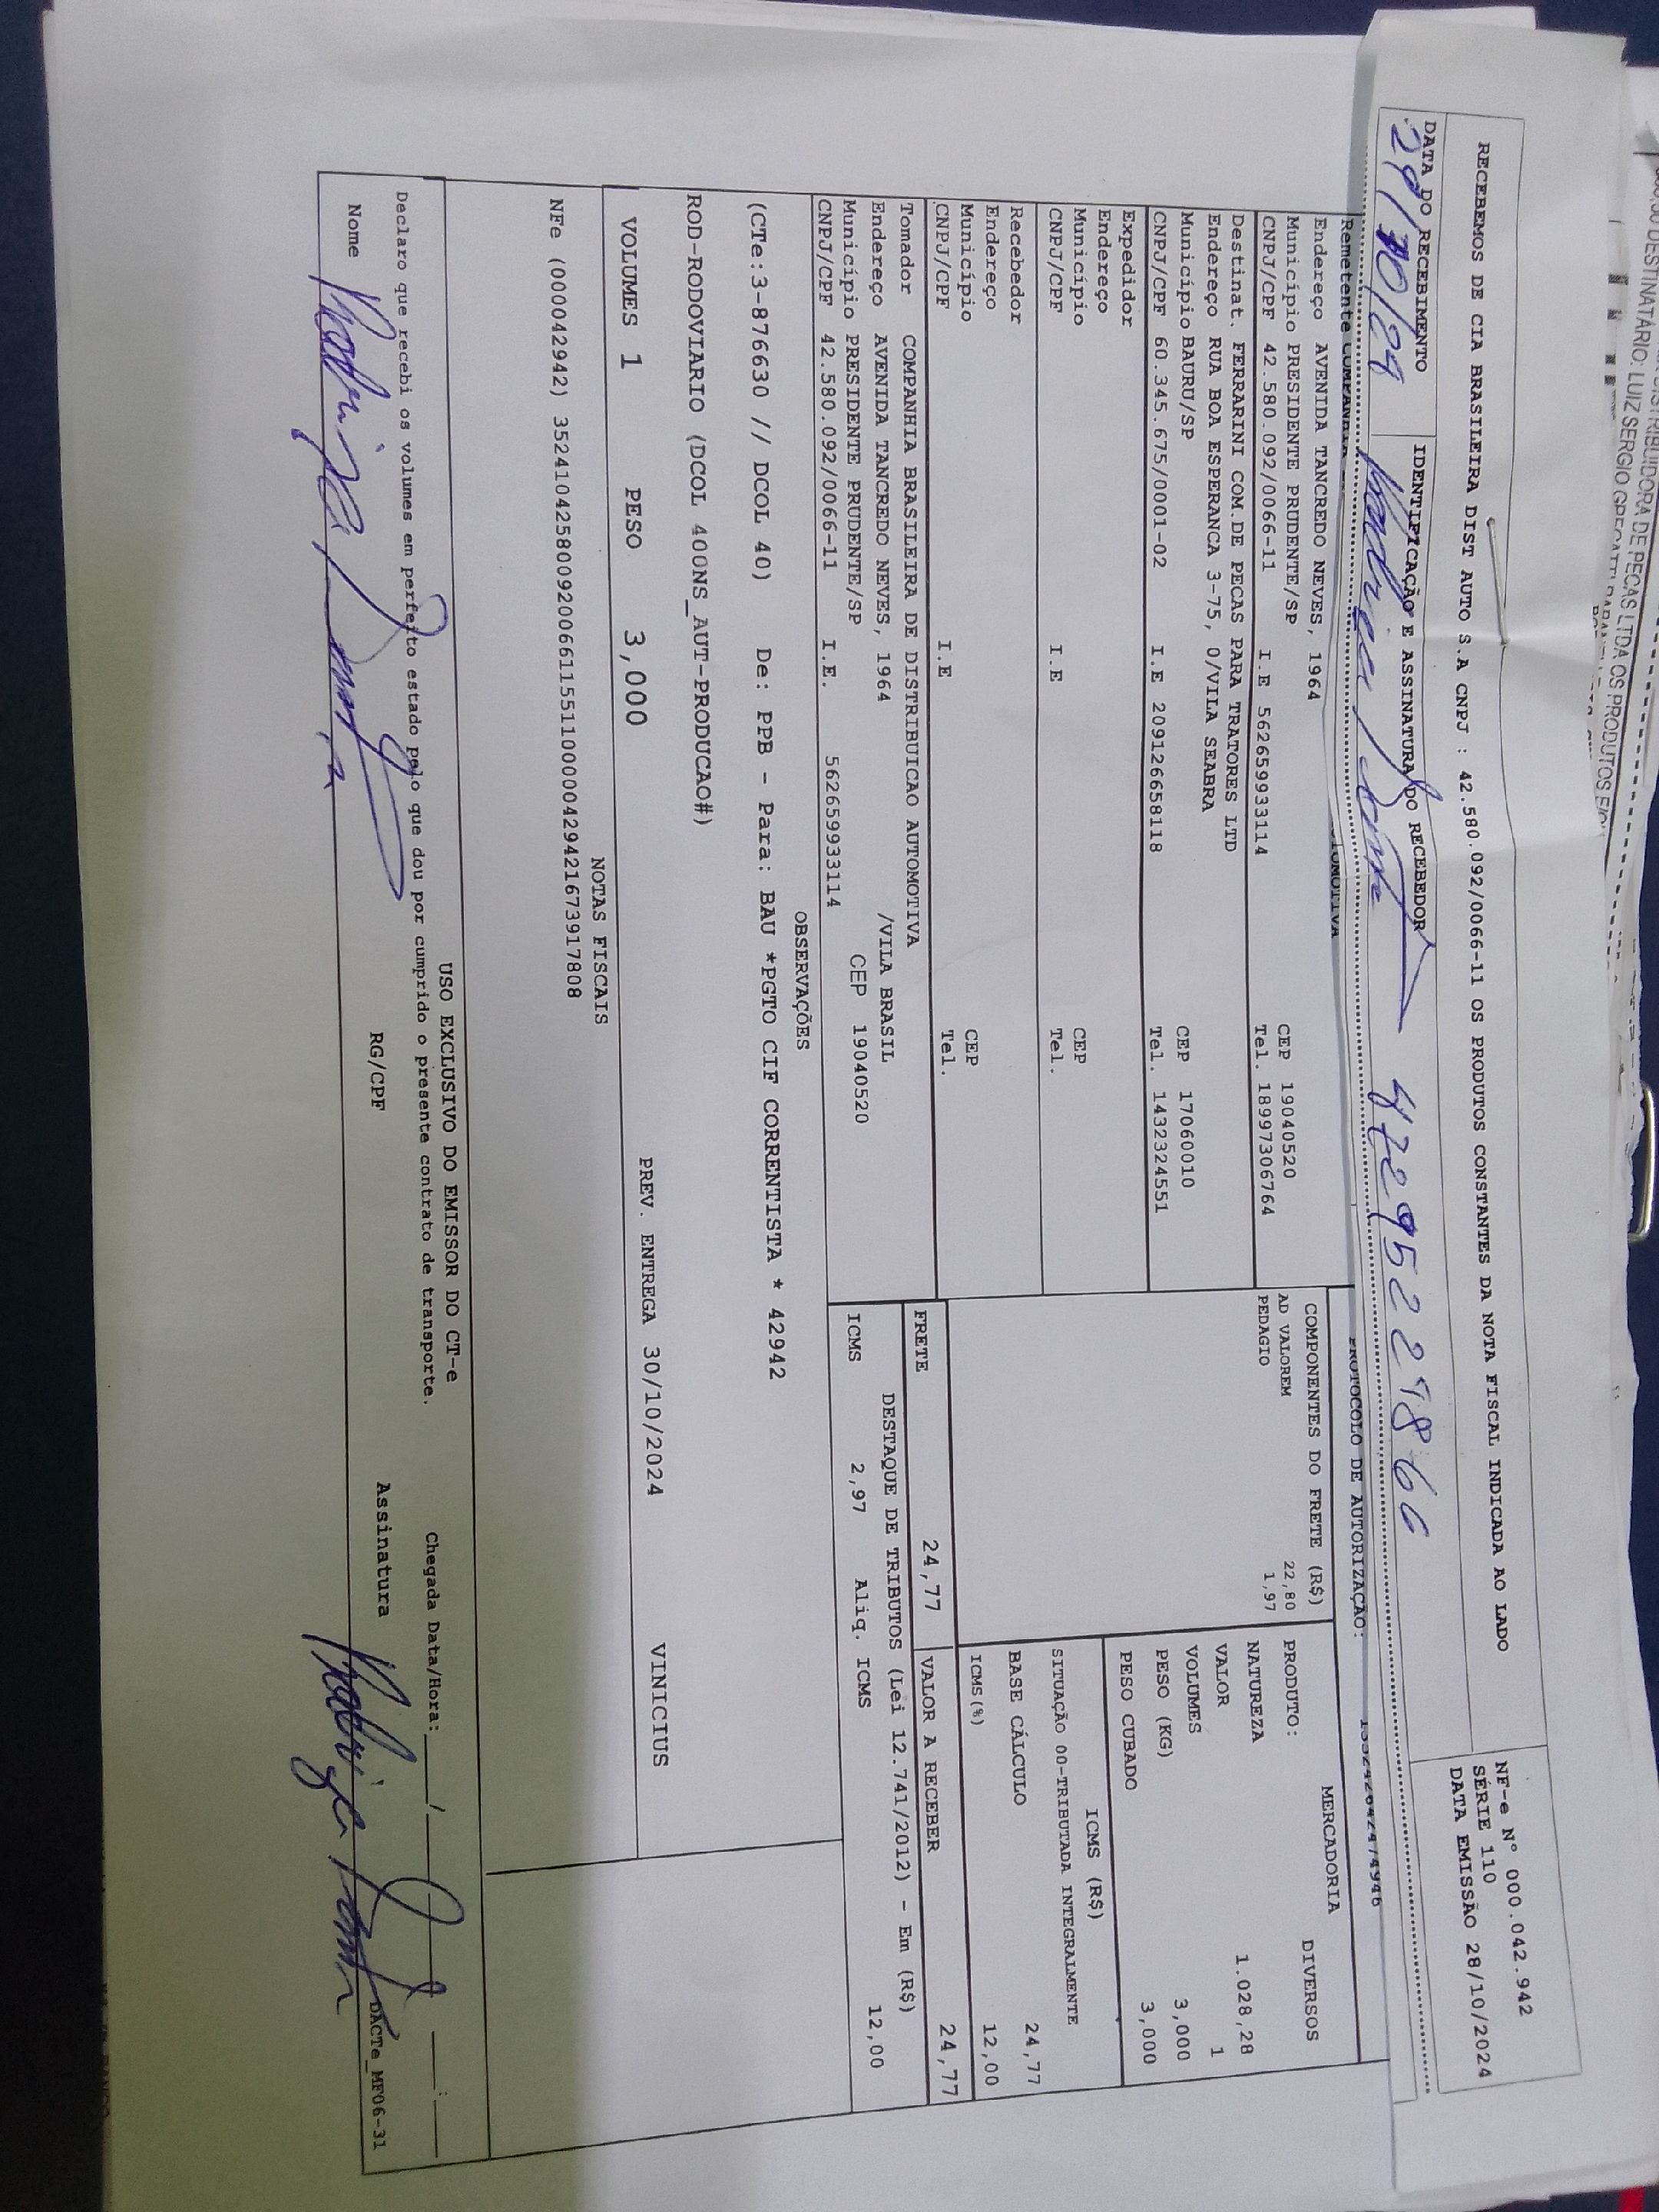 DESTINATÁRIO: LUIZ SERGIO
DISTRIBUIDORA DE PEÇAS LTDA OS PRODUTOS
RECEBEMOS DE CIA BRASILEIRA DIST AUTO S.A CNPJ : 42.580.092/0066-11 OS PRODUTOS CONSTANTES DA NOTA FISCAL INDICADA AO LADO
NF-e Nº 000.042.942
SÉRIE 110
DATA EMISSÃO 28/10/2024
DATA DO RECEBIMENTO
IDENTIFICAÇÃO E ASSINATURA DO RECEBEDOR
PROTOCOLO DE AUTORIZAÇÃO:
Remetente
Endereço AVENIDA TANCREDO NEVES, 1964
Município PRESIDENTE PRUDENTE/SP CEP 19040520
CNPJ/CPF 42.580.092/0066-11 I.E 562659933114 Tel. 18997306764
Destinat. FERRARINI COM.DE PECAS PARA TRATORES LTD
Endereço RUA BOA ESPERANCA 3-75, 0/VILA SEABRA
Município BAURU/SP CEP 17060010
CNPJ/CPF 60.345.675/0001-02 I.E 209126658118 Tel. 1432324551
Expedidor
Endereço
Município CEP
CNPJ/CPF I.E Tel.
Recebedor
Endereço
Município CEP
CNPJ/CPF I.E Tel.
Tomador COMPANHIA BRASILEIRA DE DISTRIBUICAO AUTOMOTIVA
Endereço AVENIDA TANCREDO NEVES, 1964 /VILA BRASIL
Município PRESIDENTE PRUDENTE/SP CEP 19040520
CNPJ/CPF 42.580.092/0066-11 I.E. 562659933114
COMPONENTES DO FRETE (R$)
AD VALOREM 22,80
PEDAGIO 1,97
MERCADORIA
PRODUTO: DIVERSOS
NATUREZA
VALOR 1.028,28
VOLUMES 1
PESO (KG) 3,000
PESO CUBADO 3,000
ICMS (R$)
SITUAÇÃO 00-TRIBUTADA INTEGRALMENTE
BASE CÁLCULO 24,77
ICMS(%) 12,00
FRETE 24,77 VALOR A RECEBER 24,77
DESTAQUE DE TRIBUTOS (Lei 12.741/2012) - Em (R$)
ICMS 2,97 Aliq. ICMS 12,00
OBSERVAÇÕES
(CTe:3-876630 // DCOL 40) De: PPB - Para: BAU *PGTO CIF CORRENTISTA * 42942
ROD-RODOVIARIO (DCOL 400NS_AUT-PRODUCAO#)
VOLUMES 1 PESO 3,000 PREV. ENTREGA 30/10/2024 VINICIUS
NOTAS FISCAIS
NFe (000042942) 35241042580092006611551100000429421673917808
USO EXCLUSIVO DO EMISSOR DO CT-e
Declaro que recebi os volumes em perfeito estado pelo que dou por cumprido o presente contrato de transporte. Chegada Data/Hora: ____/____ ____:____
Nome RG/CPF Assinatura
DACTe_MF06-31